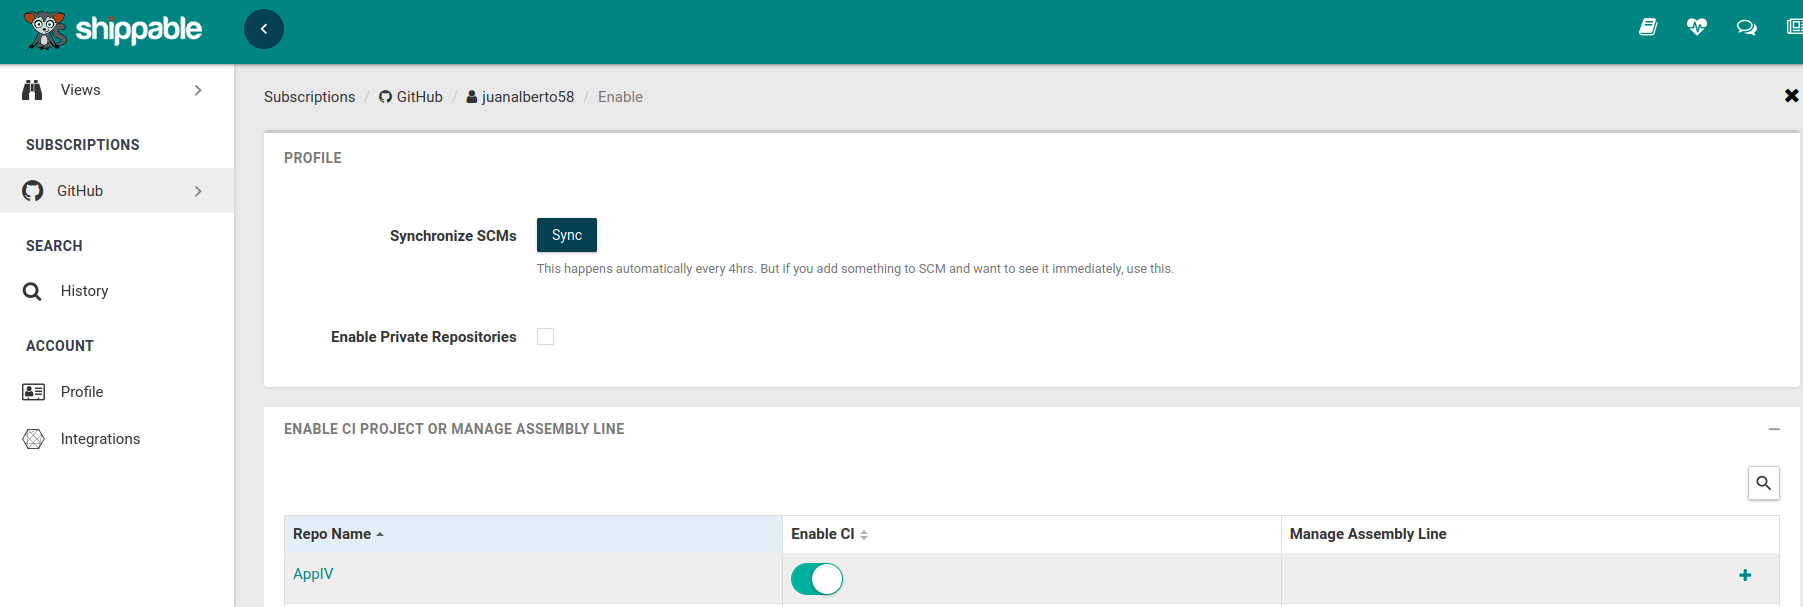 shippable
Views
SUBSCRIPTIONS
GitHub
SEARCH
History
ACCOUNT
Profile
Integrations
Subscriptions / GitHub / juanalberto58 / Enable
PROFILE
Synchronize SCMs Sync
This happens automatically every 4hrs. But if you add something to SCM and want to see it immediately, use this.
Enable Private Repositories
ENABLE CI PROJECT OR MANAGE ASSEMBLY LINE
Repo Name Enable CI Manage Assembly Line
AppIV